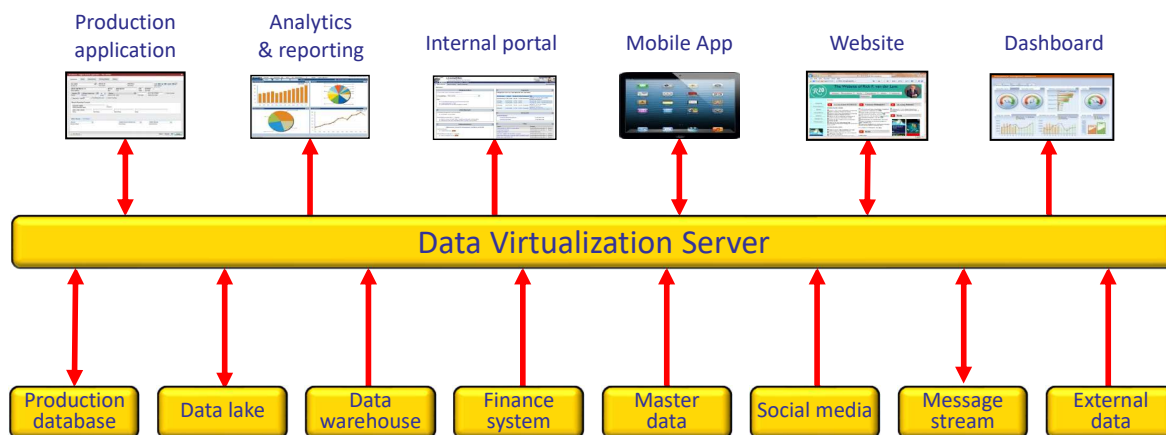 Production
application
Analytics
& reporting
Internal portal
Mobile App
Website
Dashboard
Data Virtualization Server
Production
database
Data lake
Data
warehouse
Finance
system
Master
data
Social media
Message
stream
External
data